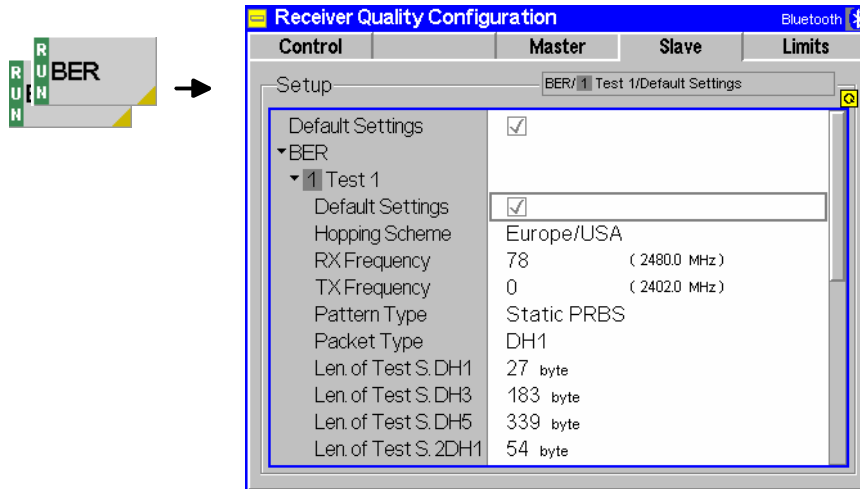 RUN BER
RUN
Receiver Quality Configuration Bluetooth
Control Master Slave Limits
Setup BER/ 1 Test 1/Default Settings
Default Settings
BER
1 Test 1
Default Settings
Hopping Scheme Europe/USA
RX Frequency 78 ( 2480.0 MHz )
TX Frequency 0 ( 2402.0 MHz )
Pattern Type Static PRBS
Packet Type DH1
Len. of Test S. DH1 27 byte
Len. of Test S. DH3 183 byte
Len. of Test S. DH5 339 byte
Len. of Test S. 2DH1 54 byte